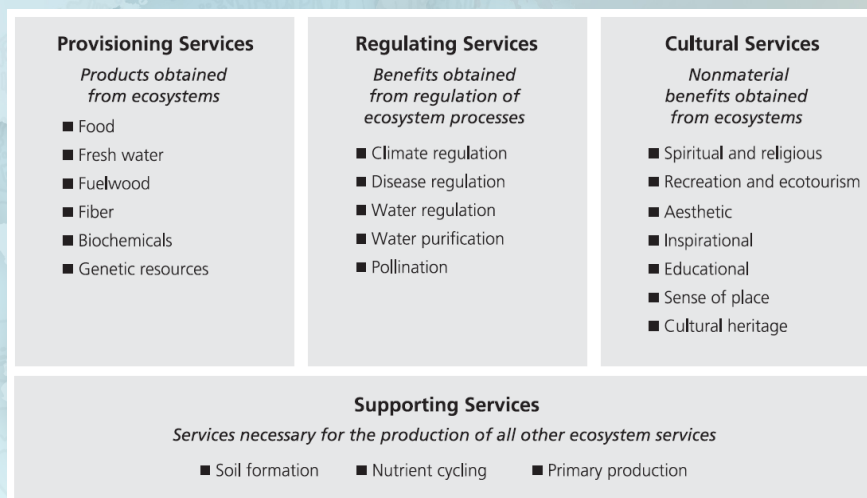 Provisioning Services
Products obtained
from ecosystems
■ Food
■ Fresh water
■ Fuelwood
■ Fiber
■ Biochemicals
■ Genetic resources
Regulating Services
Benefits obtained
from regulation of
ecosystem processes
■ Climate regulation
■ Disease regulation
■ Water regulation
■ Water purification
■ Pollination
Cultural Services
Nonmaterial
benefits obtained
from ecosystems
■ Spiritual and religious
■ Recreation and ecotourism
■ Aesthetic
■ Inspirational
■ Educational
■ Sense of place
■ Cultural heritage
Supporting Services
Services necessary for the production of all other ecosystem services
■ Soil formation ■ Nutrient cycling ■ Primary production